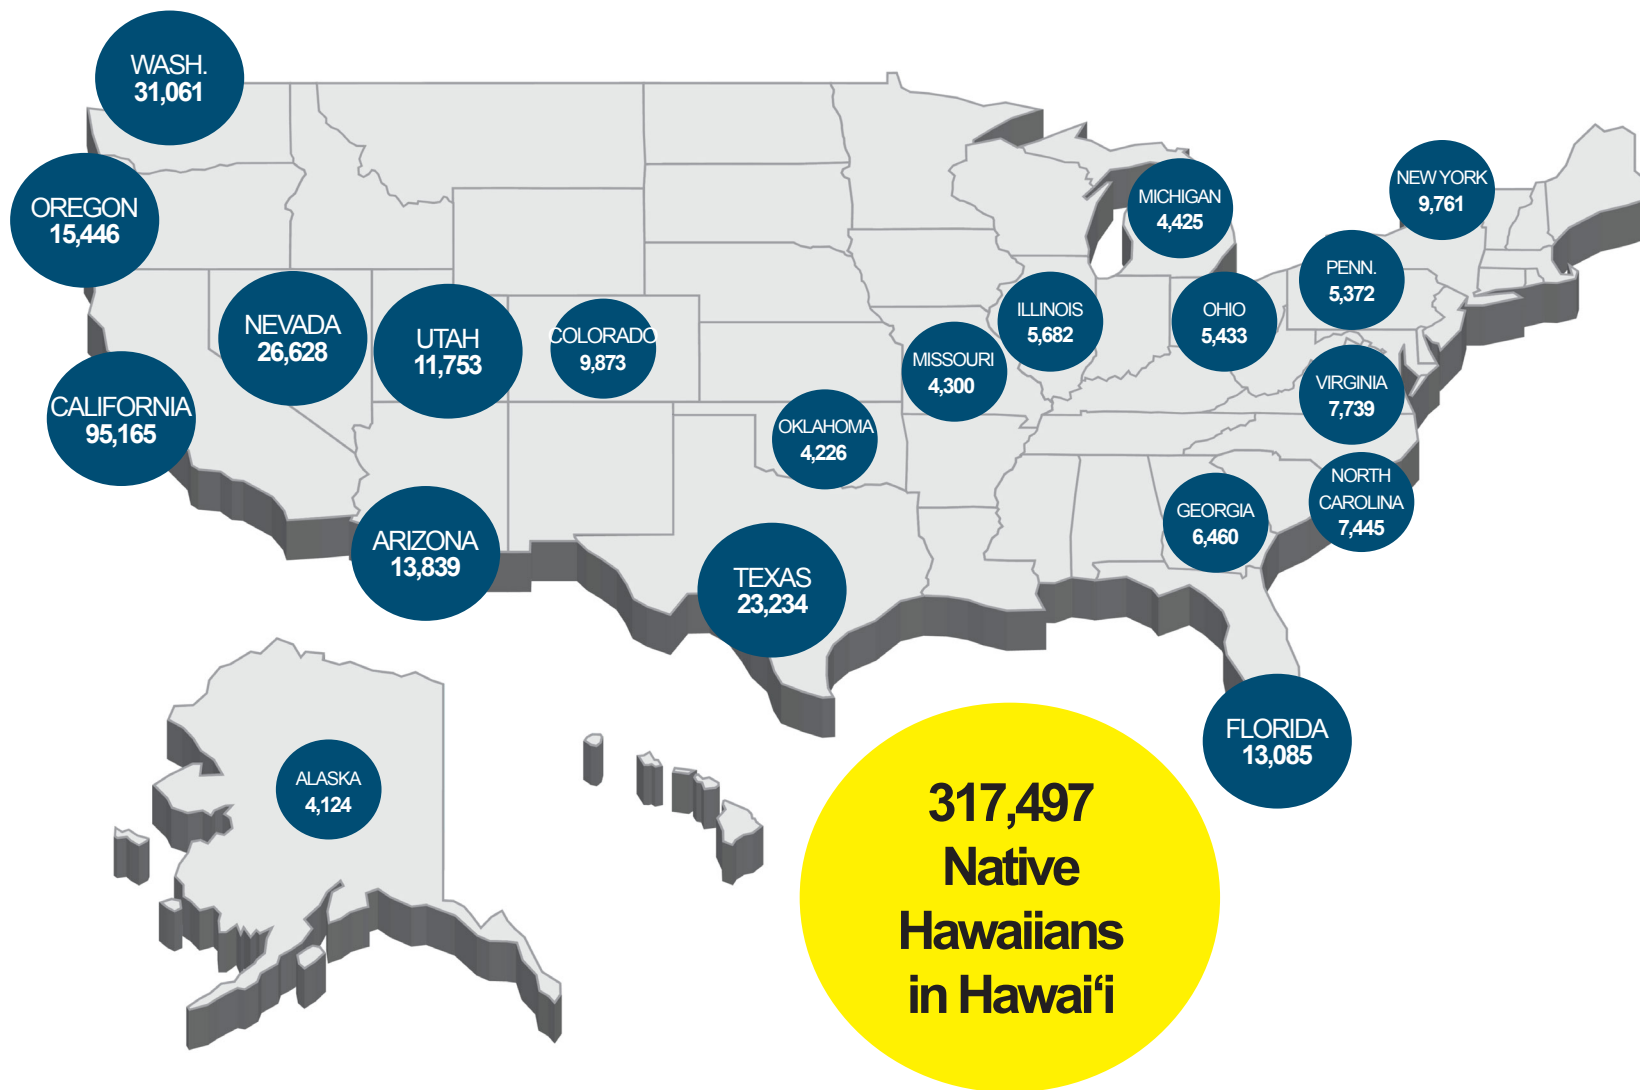 WASH.
31,061
OREGON
15,446
CALIFORNIA
95,165
NEVADA
26,628
UTAH
11,753
COLORADO
9,873
ARIZONA
13,839
TEXAS
23,234
OKLAHOMA
4,226
MISSOURI
4,300
ILLINOIS
5,682
MICHIGAN
4,425
OHIO
5,433
NEW YORK
9,761
PENN.
5,372
VIRGINIA
7,739
NORTH
CAROLINA
7,445
GEORGIA
6,460
FLORIDA
13,085
ALASKA
4,124
317,497
Native
Hawaiians
in Hawai‘i